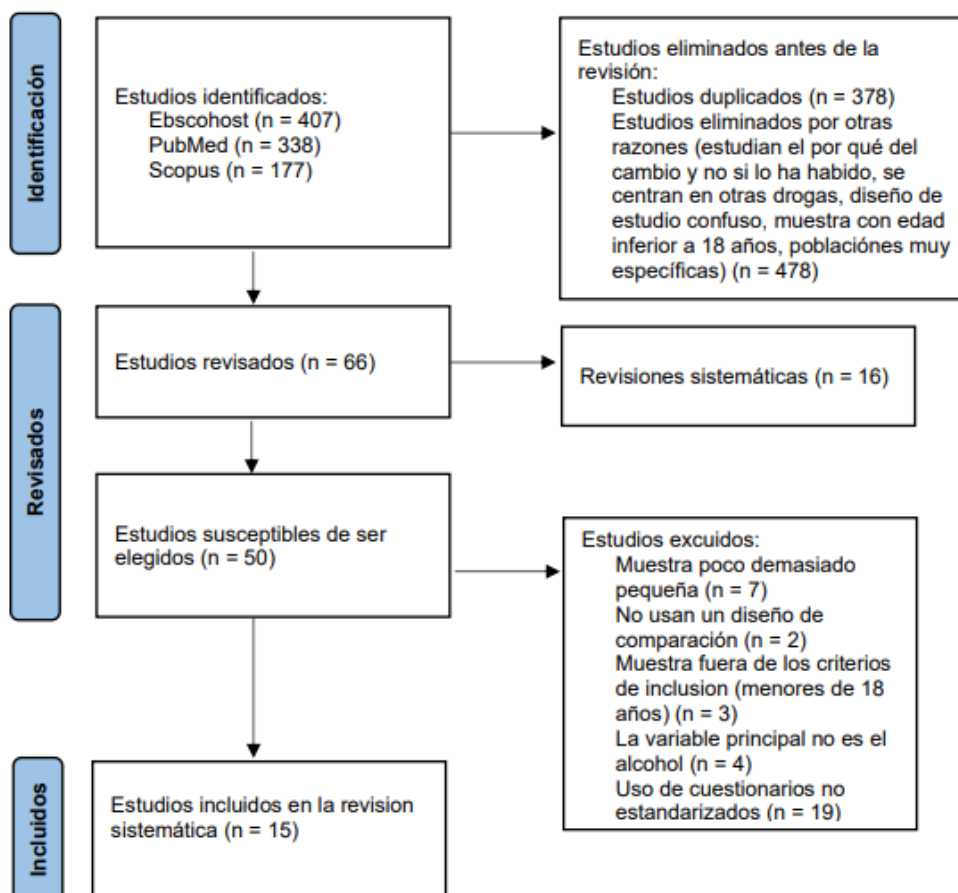 Identificación
Estudios identificados:
Ebscohost (n = 407)
PubMed (n = 338)
Scopus (n = 177)
Estudios eliminados antes de la
revisión:
Estudios duplicados (n = 378)
Estudios eliminados por otras
razones (estudian el por qué del
cambio y no si lo ha habido, se
centran en otras drogas, diseño de
estudio confuso, muestra con edad
inferior a 18 años, poblaciónes muy
específicas) (n = 478)
Revisados
Estudios revisados (n = 66)
Revisiones sistemáticas (n = 16)
Estudios susceptibles de ser
elegidos (n = 50)
Estudios excuidos:
Muestra poco demasiado
pequeña (n = 7)
No usan un diseño de
comparación (n = 2)
Muestra fuera de los criterios
de inclusion (menores de 18
años) (n = 3)
La variable principal no es el
alcohol (n = 4)
Uso de cuestionarios no
estandarizados (n = 19)
Incluidos
Estudios incluidos en la revision
sistemática (n = 15)